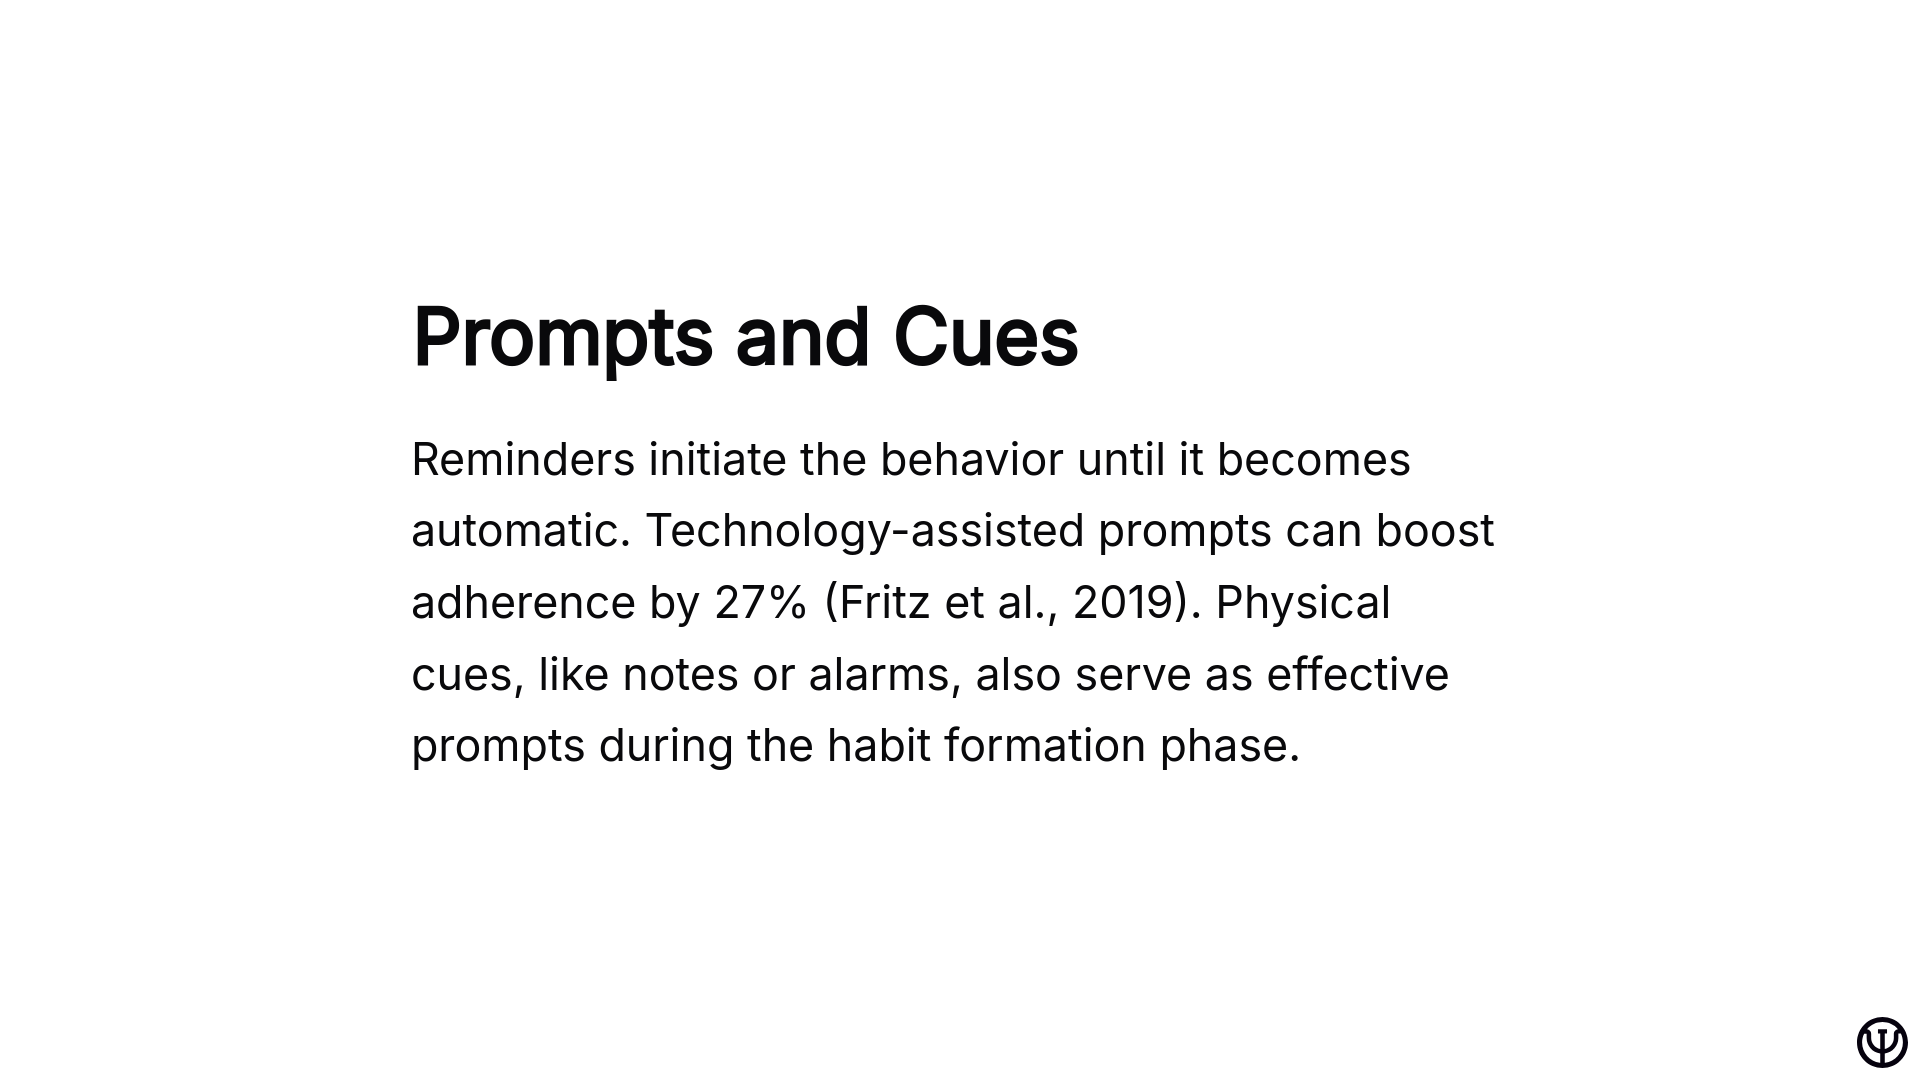 Prompts and Cues
Reminders initiate the behavior until it becomes
automatic. Technology-assisted prompts can boost
adherence by 27% (Fritz et al., 2019). Physical
cues, like notes or alarms, also serve as effective
prompts during the habit formation phase.